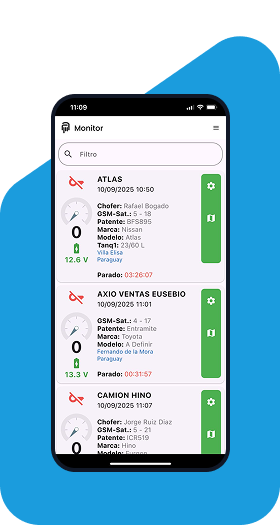 11:09
Monitor
Filtro
ATLAS
10/09/2025 10:50
Chofer: Rafael Bogado
GSM-Sat.: 5 - 18
Patente: BFS895
Marca: Nissan
Modelo: Atlas
Tanq1: 23/60 L
Villa Elisa
Paraguay
0
12.6 V
Parado: 03:26:07
AXIO VENTAS EUSEBIO
10/09/2025 11:01
GSM-Sat.: 4 - 17
Patente: Entramite
Marca: Toyota
Modelo: A Definir
Fernando de la Mora
Paraguay
0
13.3 V
Parado: 00:31:57
CAMION HINO
10/09/2025 11:07
Chofer: Jorge Ruiz Diaz
GSM-Sat.: 5 - 21
Patente: ICR519
Marca: Hino
Modelo: Furgon
0